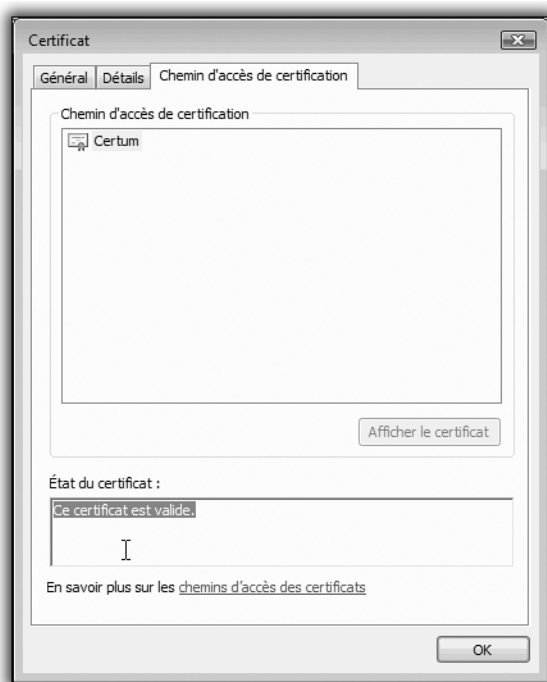 Certificat
Général Détails Chemin d'accès de certification
Chemin d'accès de certification
Certum
Afficher le certificat
État du certificat :
Ce certificat est valide.
En savoir plus sur les chemins d'accès des certificats
OK